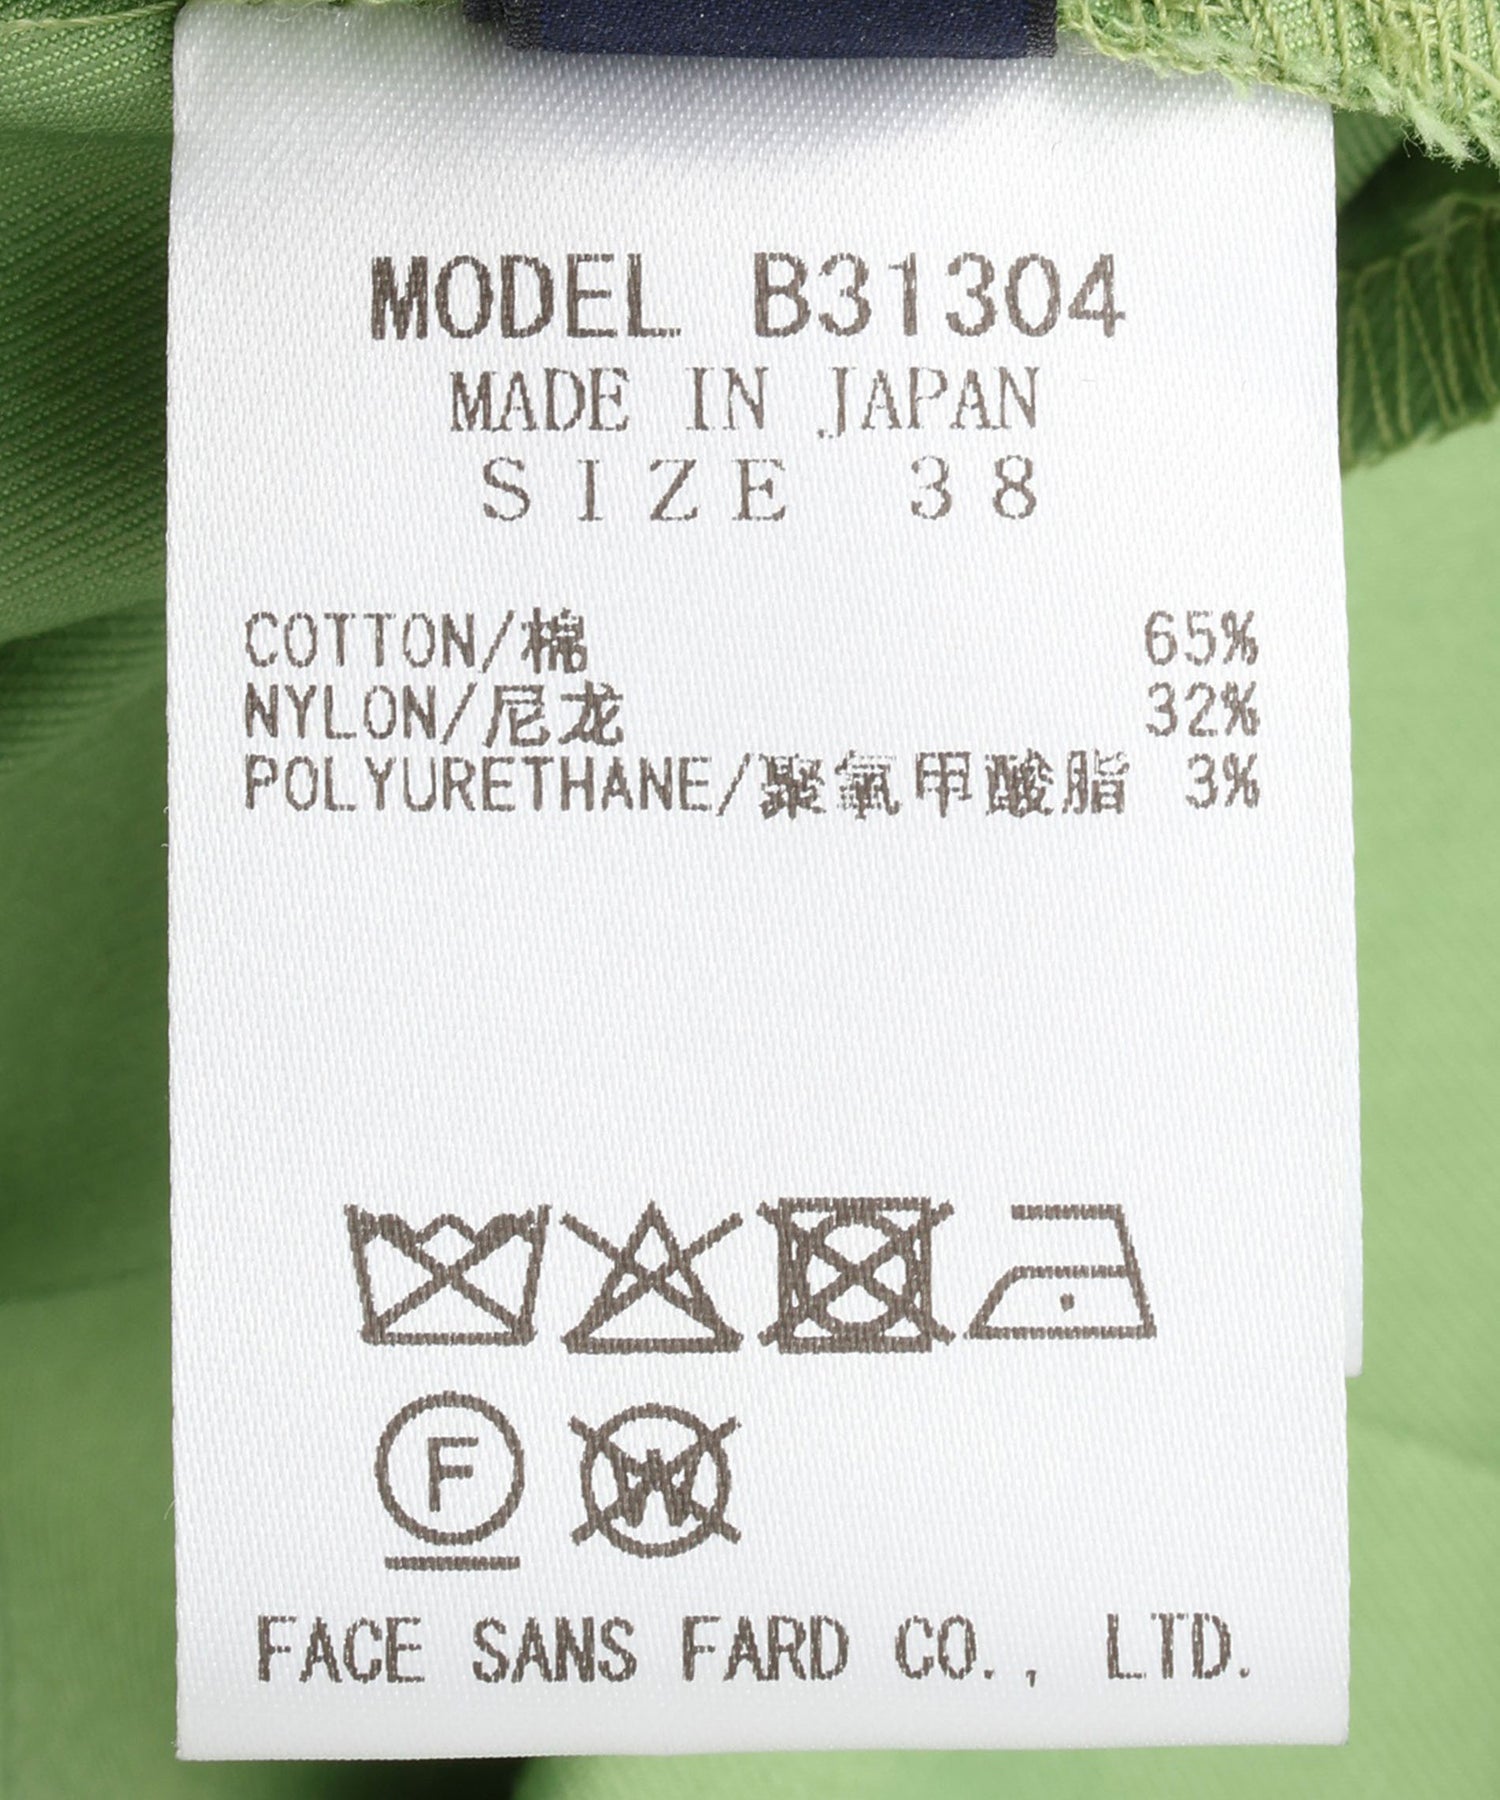 MODEL B31304
MADE IN JAPAN
SIZE 38
COTTON/棉 65%
NYLON/尼龙 32%
POLYURETHANE/聚氨甲酸脂 3%
F
W
FACE SANS FARD CO., LTD.